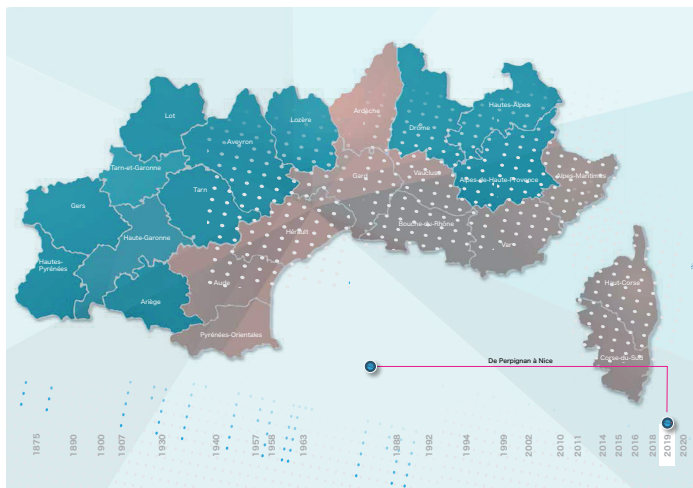 Lot
Lozère
Ardèche
Hautes-Alpes
Drôme
Aveyron
Tarn-et-Garonne
Gard
Vaucluse
Alpes-de-Haute-Provence
Alpes-Maritimes
Tarn
Gers
Bouche-du-Rhône
Hérault
Haute-Garonne
Var
Hautes-
Pyrénées
Aude
Haut-Corse
Ariège
Pyrénées-Orientales
Corse-du-Sud
De Perpignan à Nice
1875
1890
1900
1907
1930
1940
1957
1958
1963
1988
1992
1994
1999
2002
2010
2011
2014
2015
2016
2018
2019
2020